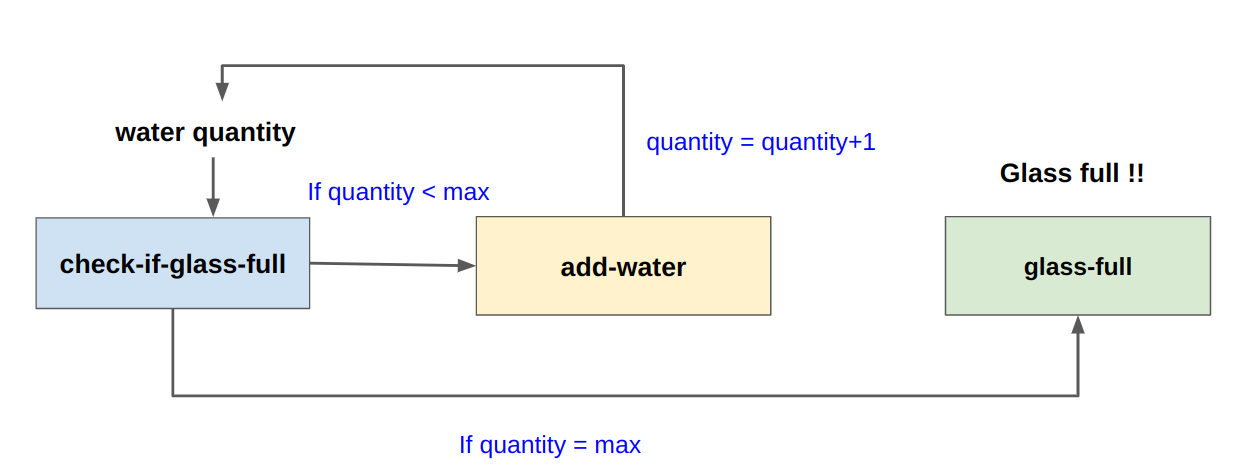 water quantity
quantity = quantity+1
Glass full !!
If quantity < max
check-if-glass-full
add-water
glass-full
If quantity = max